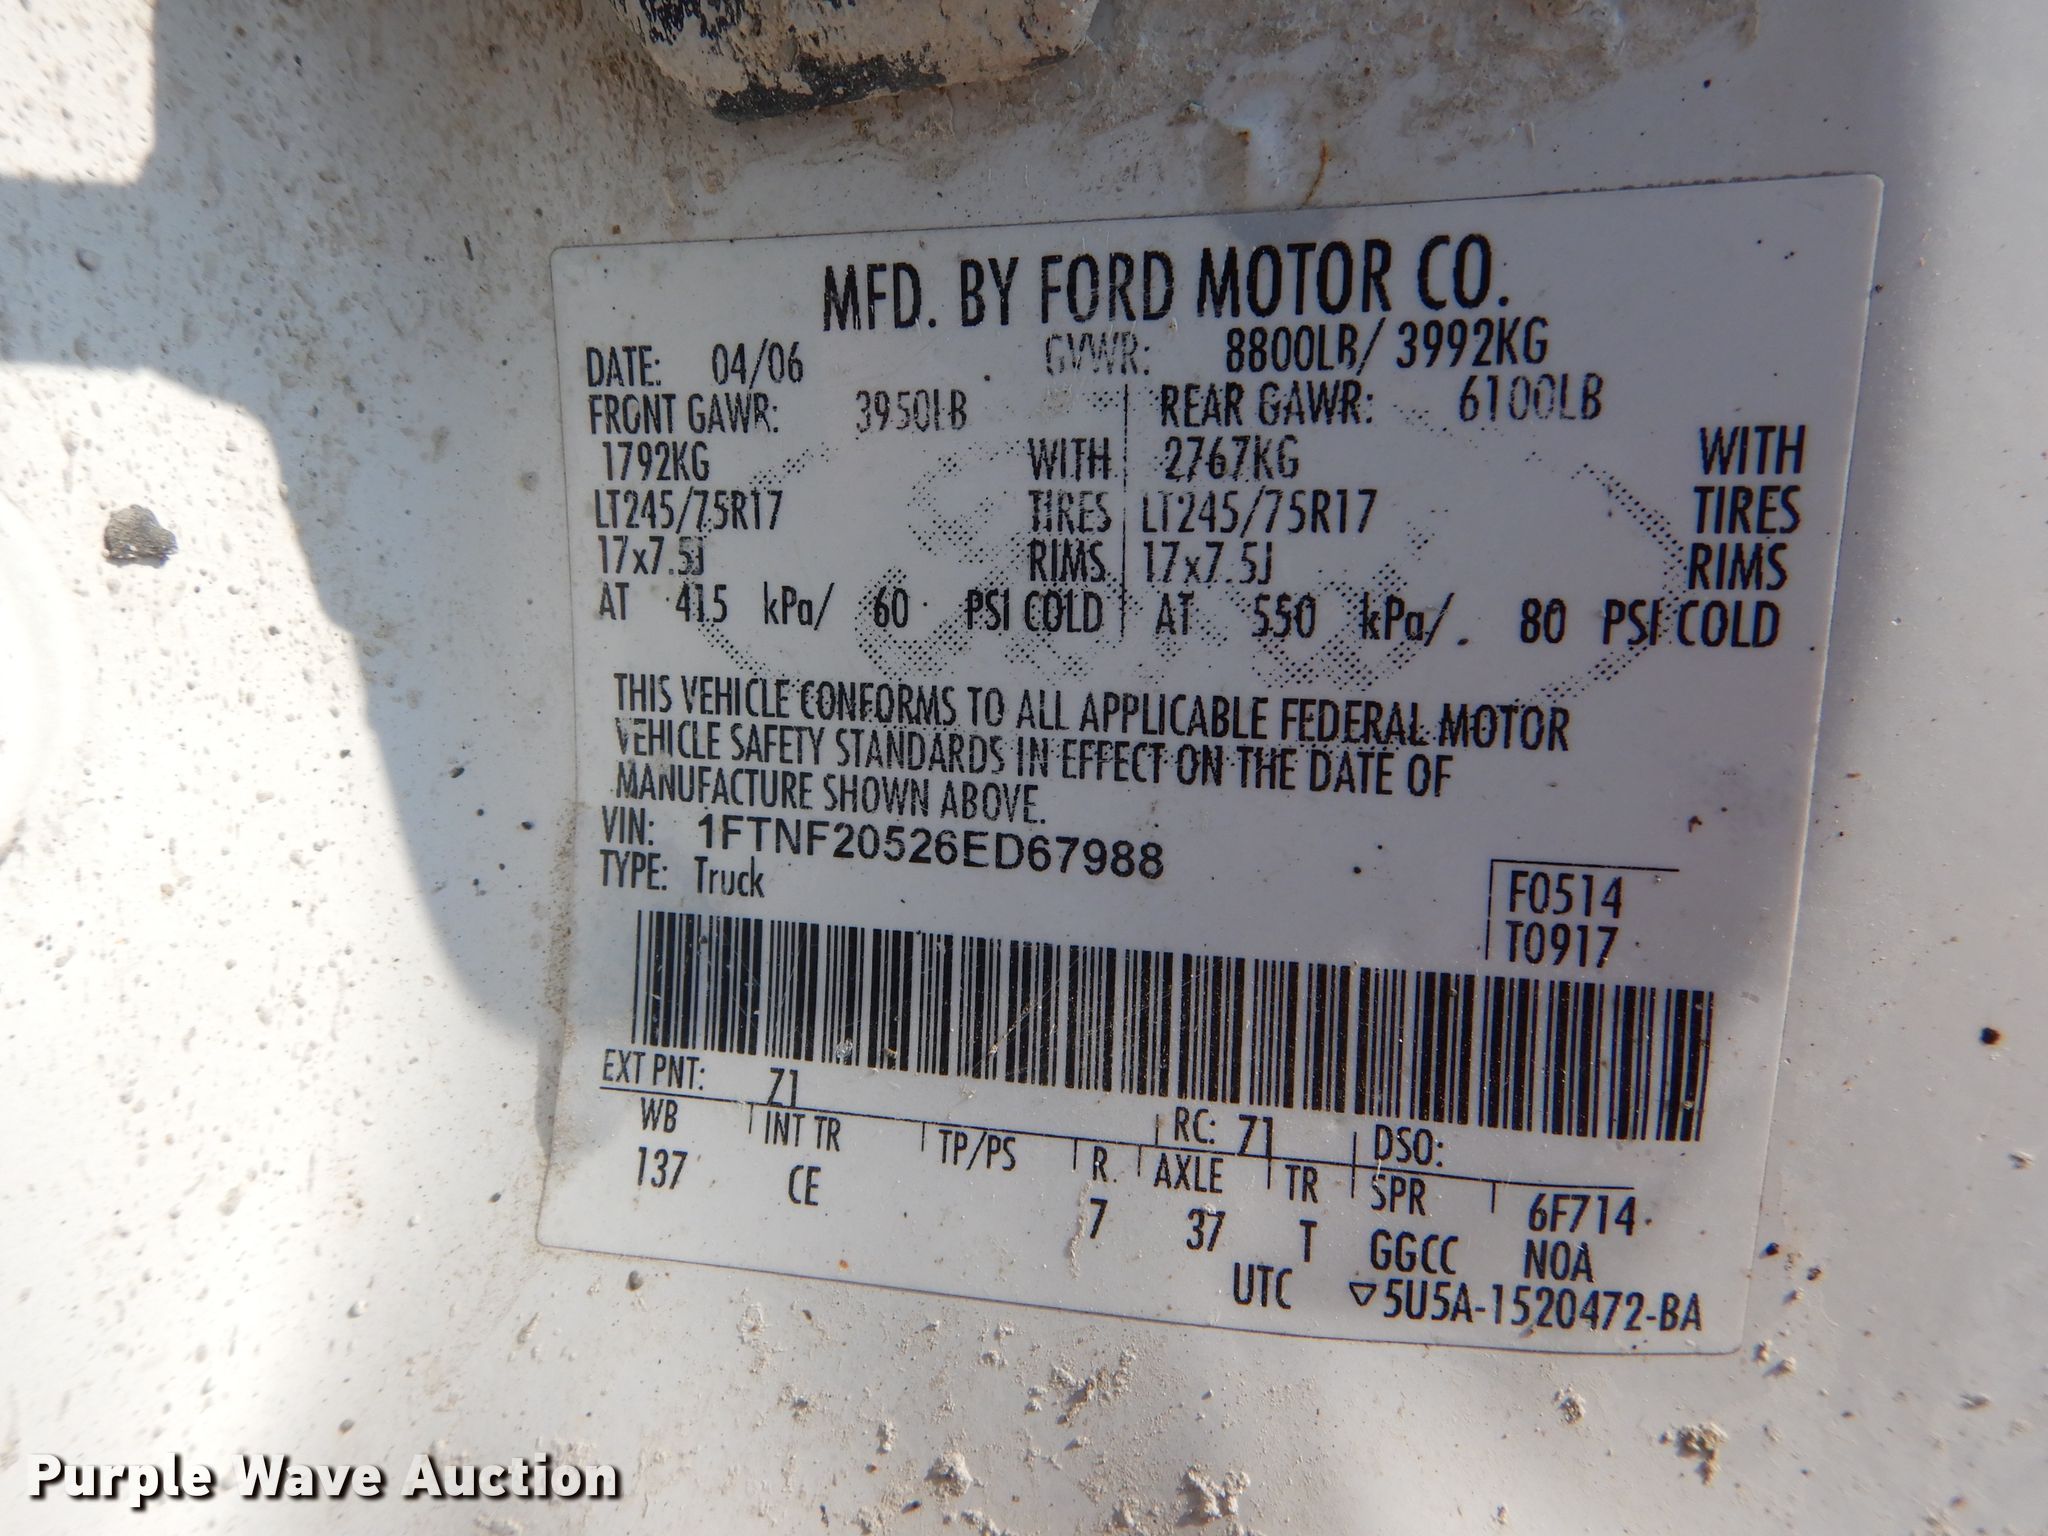 MFD. BY FORD MOTOR CO.
DATE: 04/06 GVWR: 8800LB/ 3992KG
FRONT GAWR: 3950LB REAR GAWR: 6100LB
1792KG WITH 2767KG WITH
LT245/75R17 TIRES LT245/75R17 TIRES
17x7.5J RIMS 17x7.5J RIMS
AT 415 kPa/ 60 PSI COLD AT 550 kPa/ 80 PSI COLD
THIS VEHICLE CONFORMS TO ALL APPLICABLE FEDERAL MOTOR
VEHICLE SAFETY STANDARDS IN EFFECT ON THE DATE OF
MANUFACTURE SHOWN ABOVE.
VIN: 1FTNF20526ED67988
TYPE: Truck
F0514
T0917
EXT PNT: Z1 RC: 71 DSO:
WB INT TR TP/PS R AXLE TR SPR 6F714
137 CE 7 37 T GGCC NOA
UTC ▽5U5A-1520472-BA
Purple Wave Auction